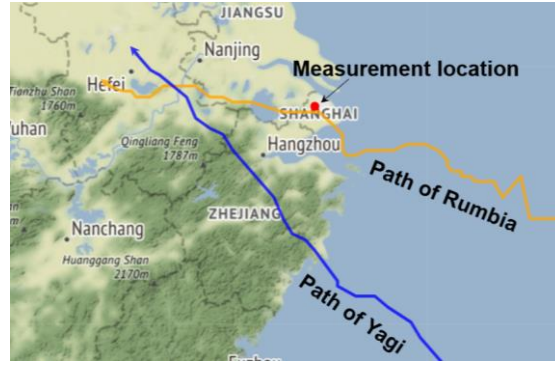 JIANGSU
Nanjing
Measurement location
Hefei
Tianzhu Shan
1760m
SHANGHAI
Qingliang Feng
1787m
Hangzhou
Path of Rumbia
ZHEJIANG
Nanchang
Huanggang Shan
2170m
Path of Yagi